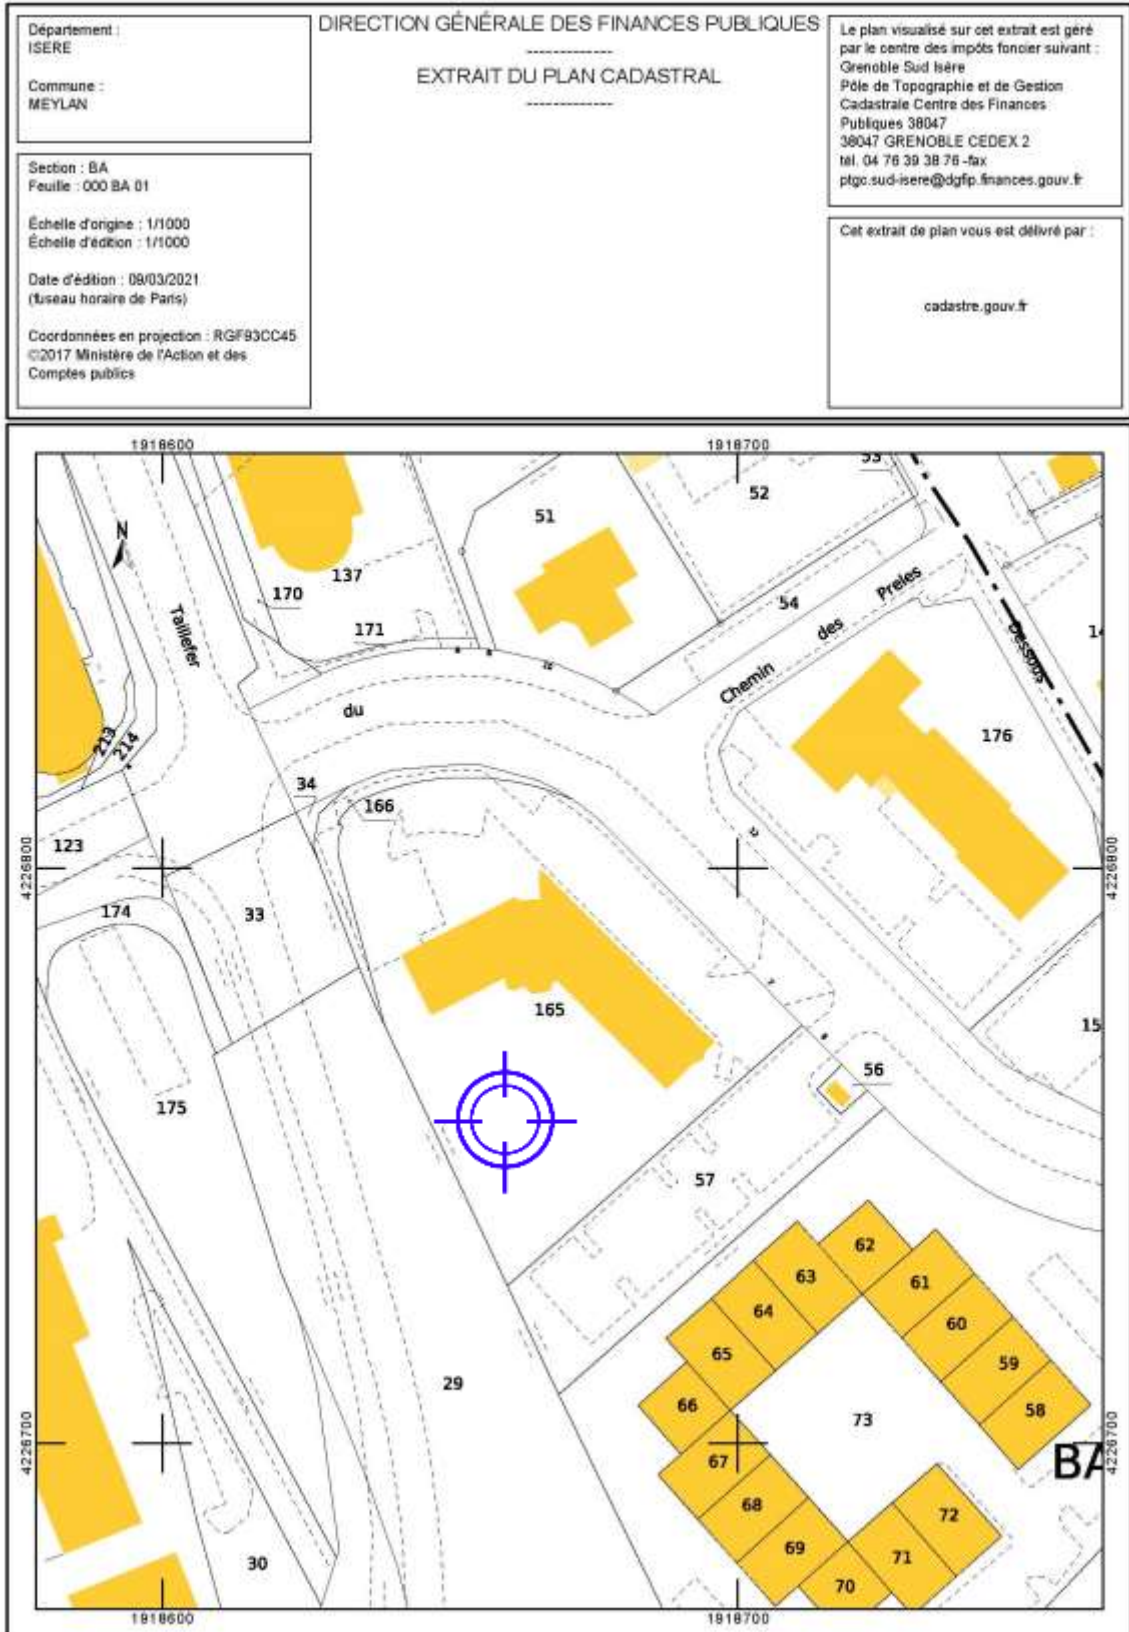 Département :
ISERE
Commune :
MEYLAN
Section : BA
Feuille : 000 BA 01
Échelle d'origine : 1/1000
Échelle d'édition : 1/1000
Date d'édition : 09/03/2021
(fuseau horaire de Paris)
Coordonnées en projection : RGF93CC45
©2017 Ministère de l'Action et des
Comptes publics
DIRECTION GÉNÉRALE DES FINANCES PUBLIQUES
-------------
EXTRAIT DU PLAN CADASTRAL
-------------
Le plan visualisé sur cet extrait est géré
par le centre des impôts foncier suivant :
Grenoble Sud Isère
Pôle de Topographie et de Gestion
Cadastrale Centre des Finances
Publiques 38047
38047 GRENOBLE CEDEX 2
tél. 04 76 39 38 76 -fax
ptgc.sud-isere@dgfip.finances.gouv.fr
Cet extrait de plan vous est délivré par :
cadastre.gouv.fr
1918600
1918700
53
52
51
N
137
170
54
Preles
171
des
Dessous
14
Taillefer
Chemin
du
176
213
214
34
166
123
4226800
4226800
174
33
165
15
56
175
57
62
63
61
64
60
65
59
29
66
58
73
4226700
4226700
67
BA
68
72
69
71
30
70
1918600
1918700